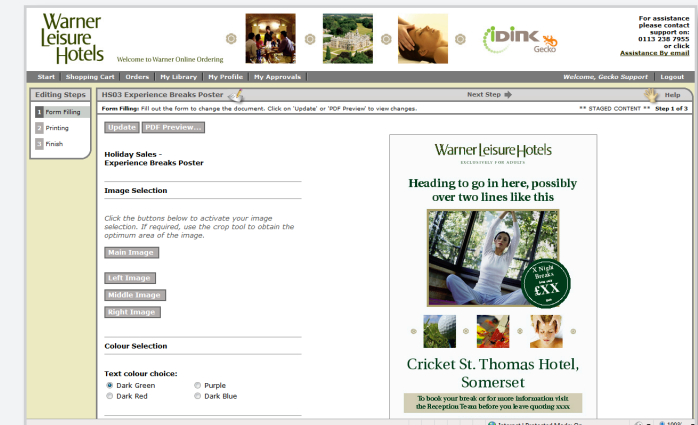 Warner
Leisure
Hotels
Welcome to Warner Online Ordering
iDink
Gecko
For assistance
please contact
support on:
0113 238 7955
or click
Assistance By email
Start Shopping Cart Orders My Library My Profile My Approvals Welcome, Gecko Support Logout
Editing Steps
1 Form Filling
2 Printing
3 Finish
HS03 Experience Breaks Poster Next Step Help
Form Filling: Fill out the form to change the document. Click on 'Update' or 'PDF Preview' to view changes. ** STAGED CONTENT ** Step 1 of 3
Update PDF Preview...
Holiday Sales -
Experience Breaks Poster
Image Selection
Click the buttons below to activate your image
selection. If required, use the crop tool to obtain the
optimum area of the image.
Main Image
Left Image
Middle Image
Right Image
Colour Selection
Text colour choice:
Dark Green Purple
Dark Red Dark Blue
Warner Leisure Hotels
EXCLUSIVELY FOR ADULTS
Heading to go in here, possibly
over two lines like this
X Night
Breaks
£XX
Cricket St. Thomas Hotel,
Somerset
To book your break or for more information visit
the Reception Team before you leave quoting xxxx